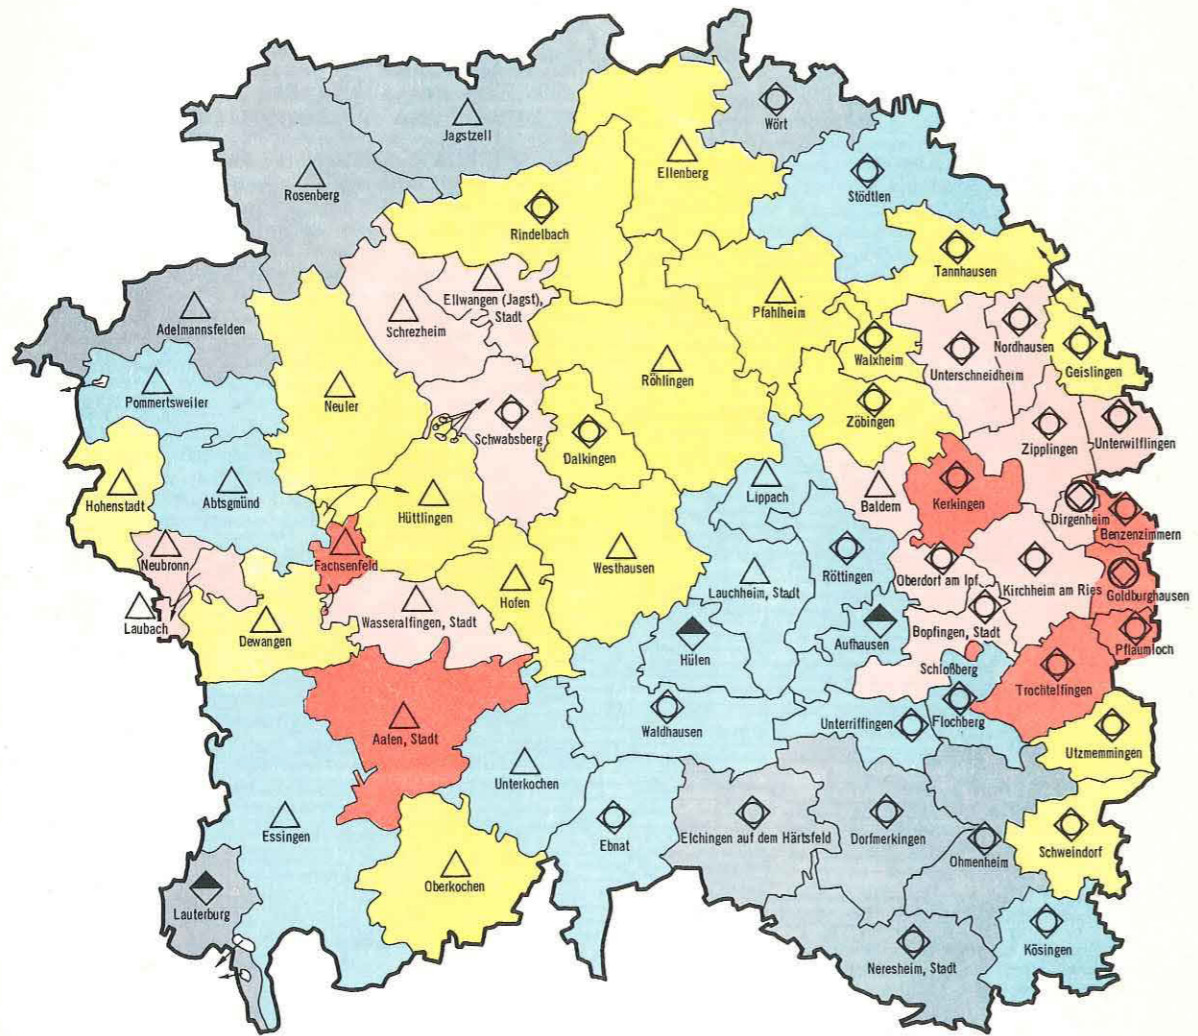 Wört
Jagstzell
Ellenberg
Stödtlen
Rosenberg
Rindelbach
Tannhausen
Ellwangen (Jagst),
Stadt
Pfahlheim
Adelmannsfelden
Schrezheim
Nordhausen
Walxheim
Unterschneidheim
Geislingen
Röhlingen
Pommertsweiler
Neuler
Zöbingen
Schwabsberg
Unterwilflingen
Zipplingen
Dalkingen
Lippach
Hohenstadt
Abtsgmünd
Baldern
Kerkingen
Hüttlingen
Dirgenheim
Benzenzimmern
Neubronn
Fachsenfeld
Westhausen
Röttingen
Oberdorf am Ipf
Kirchheim am Ries
Goldburghausen
Hofen
Lauchheim, Stadt
Laubach
Wasseralfingen, Stadt
Dewangen
Bopfingen, Stadt
Aufhausen
Pflaumloch
Hülen
Schloßberg
Trochtelfingen
Aalen, Stadt
Waldhausen
Unterriffingen
Flochberg
Utzmemmingen
Unterkochen
Essingen
Ebnat
Elchingen auf dem Härtsfeld
Dorfmerkingen
Ohmenheim
Schweindorf
Oberkochen
Lauterburg
Kösingen
Neresheim, Stadt